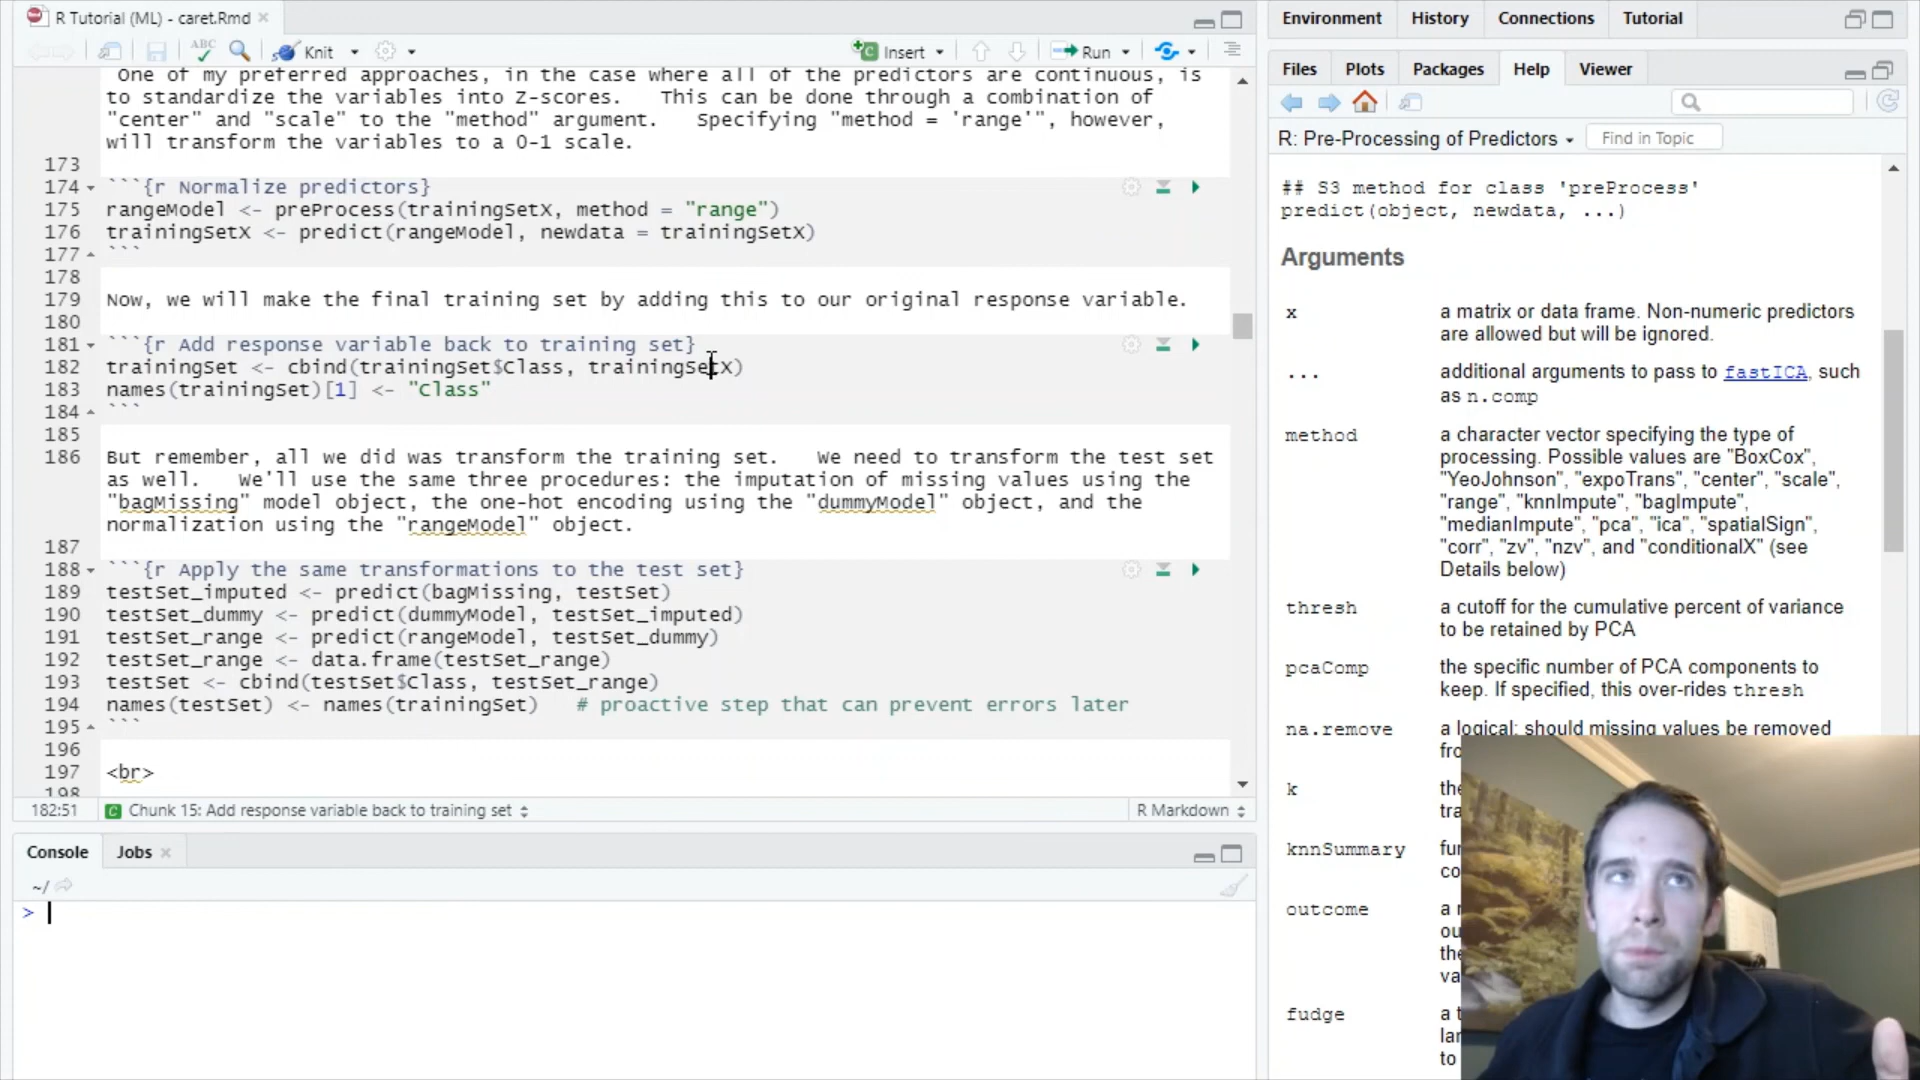 R Tutorial (ML) - caret.Rmd
Environment History Connections Tutorial
ABC Knit Insert Run
Files Plots Packages Help Viewer
R: Pre-Processing of Predictors Find in Topic
One of my preferred approaches, in the case where all of the predictors are continuous, is
to standardize the variables into Z-scores. This can be done through a combination of
"center" and "scale" to the "method" argument. Specifying "method = 'range'", however,
will transform the variables to a 0-1 scale.
173
174 ```{r Normalize predictors}
175 rangeModel <- preProcess(trainingSetX, method = "range")
176 trainingSetX <- predict(rangeModel, newdata = trainingSetX)
177 ```
178
179 Now, we will make the final training set by adding this to our original response variable.
180
181 ```{r Add response variable back to training set}
182 trainingSet <- cbind(trainingSet$Class, trainingSetX)
183 names(trainingSet)[1] <- "Class"
184 ```
185
186 But remember, all we did was transform the training set. We need to transform the test set
as well. We'll use the same three procedures: the imputation of missing values using the
"bagMissing" model object, the one-hot encoding using the "dummyModel" object, and the
normalization using the "rangeModel" object.
187
188 ```{r Apply the same transformations to the test set}
189 testSet_imputed <- predict(bagMissing, testSet)
190 testSet_dummy <- predict(dummyModel, testSet_imputed)
191 testSet_range <- predict(rangeModel, testSet_dummy)
192 testSet_range <- data.frame(testSet_range)
193 testSet <- cbind(testSet$Class, testSet_range)
194 names(testSet) <- names(trainingSet) # proactive step that can prevent errors later
195 ```
196
197 <br>
198
182:51 Chunk 15: Add response variable back to training set R Markdown
Console Jobs
~/
>
## S3 method for class 'preProcess'
predict(object, newdata, ...)
Arguments
x a matrix or data frame. Non-numeric predictors
are allowed but will be ignored.
... additional arguments to pass to fastICA, such
as n.comp
method a character vector specifying the type of
processing. Possible values are "BoxCox",
"YeoJohnson", "expoTrans", "center", "scale",
"range", "knnImpute", "bagImpute",
"medianImpute", "pca", "ica", "spatialSign",
"corr", "zv", "nzv", and "conditionalX" (see
Details below)
thresh a cutoff for the cumulative percent of variance
to be retained by PCA
pcaComp the specific number of PCA components to
keep. If specified, this over-rides thresh
na.remove a logical; should missing values be removed
k
knnSummary
outcome
fudge